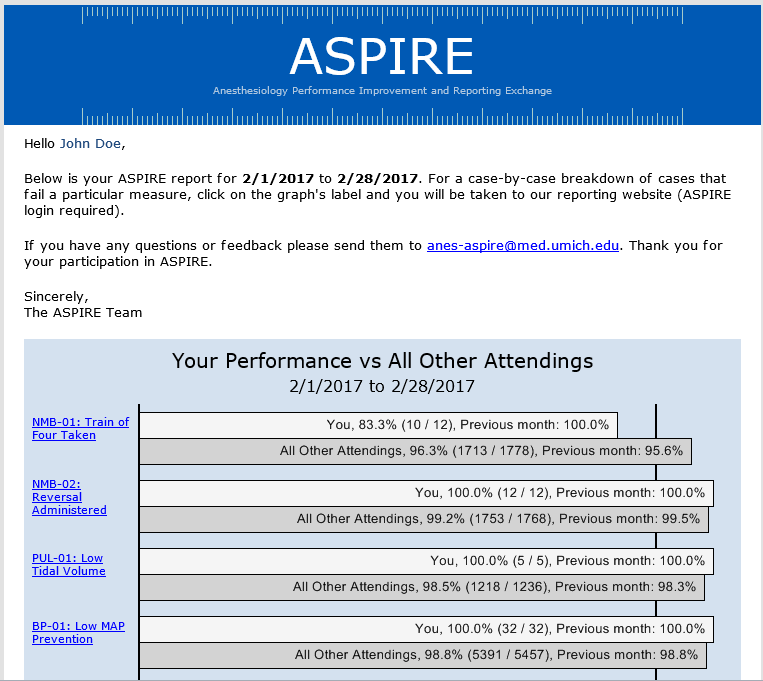 ASPIRE
Anesthesiology Performance Improvement and Reporting Exchange
Hello John Doe,
Below is your ASPIRE report for 2/1/2017 to 2/28/2017. For a case-by-case breakdown of cases that
fail a particular measure, click on the graph's label and you will be taken to our reporting website (ASPIRE
login required).
If you have any questions or feedback please send them to anes-aspire@med.umich.edu. Thank you for
your participation in ASPIRE.
Sincerely,
The ASPIRE Team
Your Performance vs All Other Attendings
2/1/2017 to 2/28/2017
NMB-01: Train of
Four Taken
You, 83.3% (10 / 12), Previous month: 100.0%
All Other Attendings, 96.3% (1713 / 1778), Previous month: 95.6%
NMB-02:
Reversal
Administered
You, 100.0% (12 / 12), Previous month: 100.0%
All Other Attendings, 99.2% (1753 / 1768), Previous month: 99.5%
PUL-01: Low
Tidal Volume
You, 100.0% (5 / 5), Previous month: 100.0%
All Other Attendings, 98.5% (1218 / 1236), Previous month: 98.3%
BP-01: Low MAP
Prevention
You, 100.0% (32 / 32), Previous month: 100.0%
All Other Attendings, 98.8% (5391 / 5457), Previous month: 98.8%